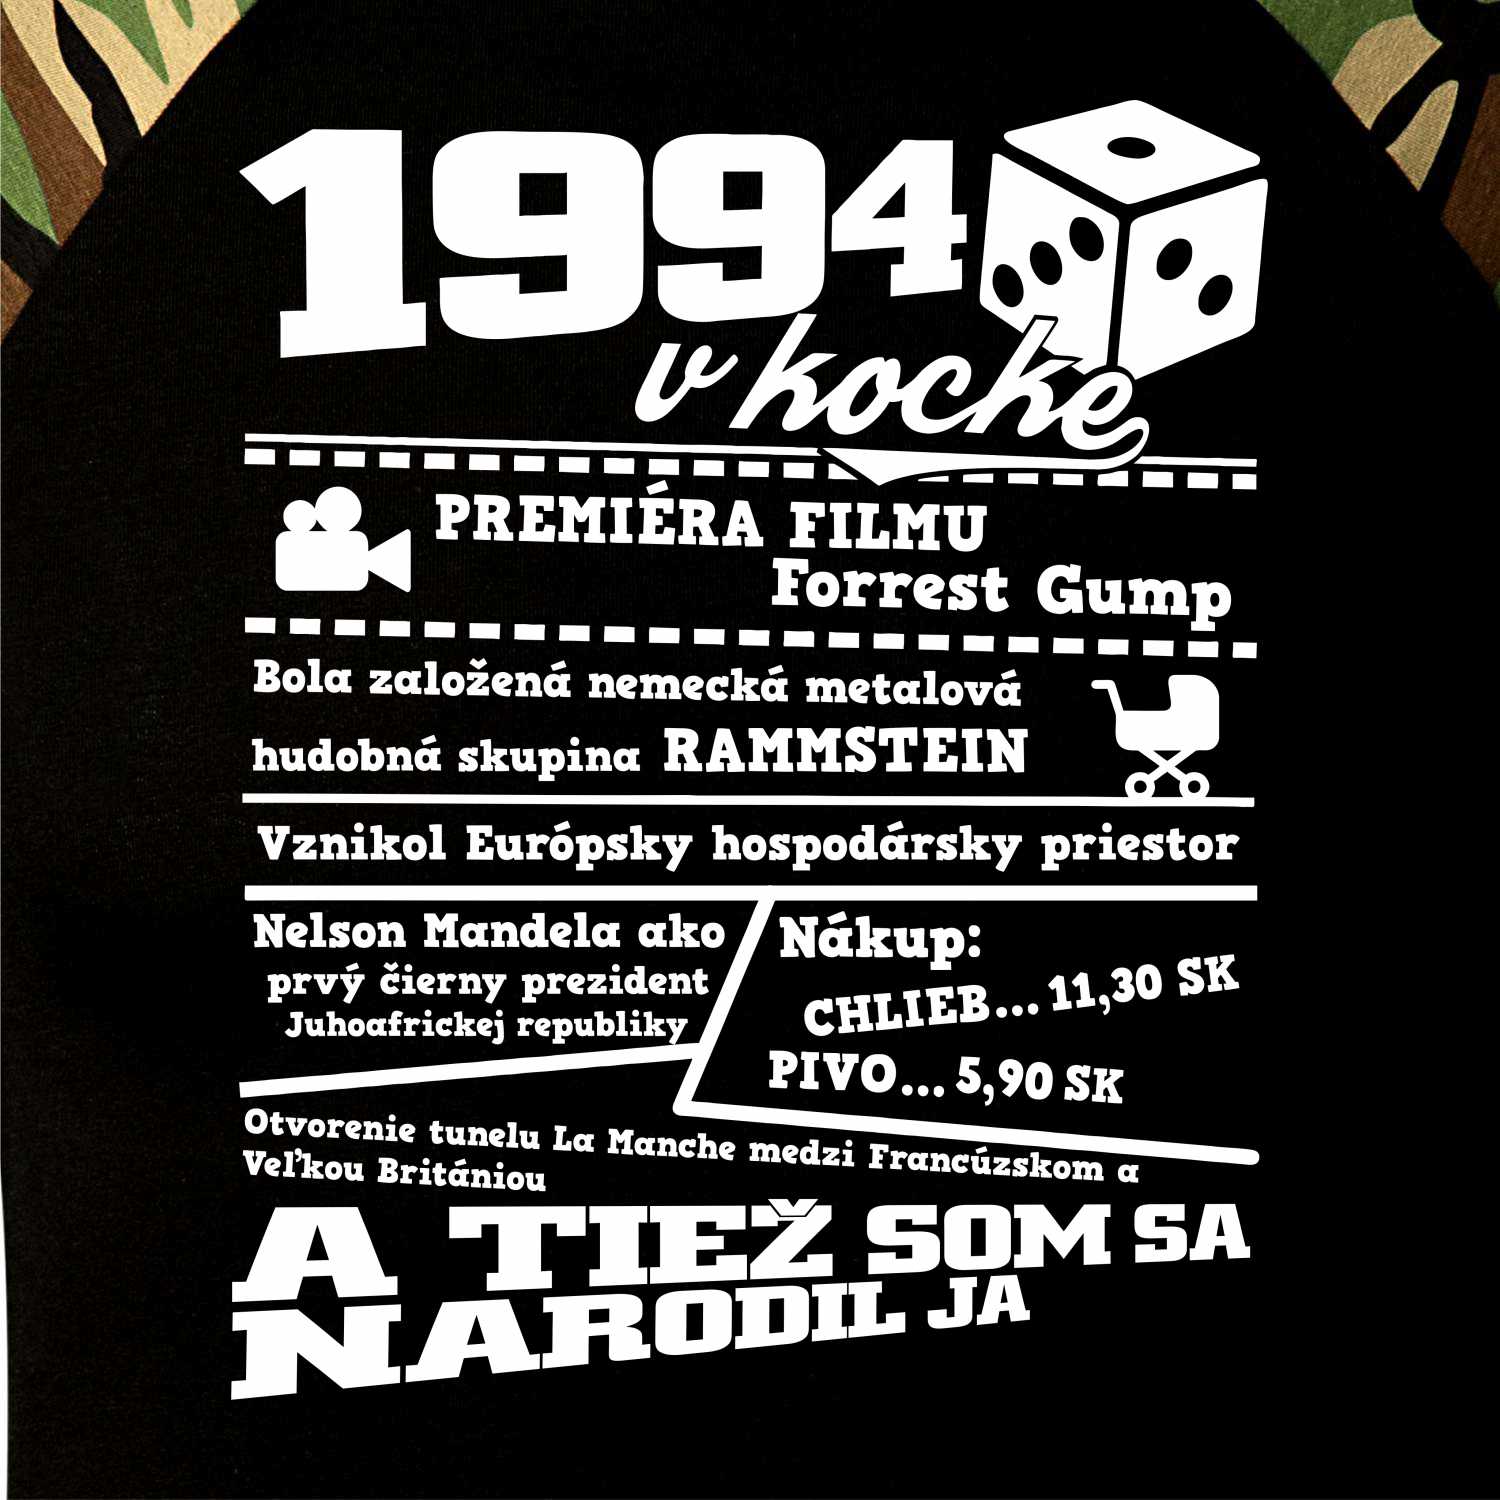 1994
v kocke
PREMIÉRA FILMU
Forrest Gump
Bola založená nemecká metalová
hudobná skupina RAMMSTEIN
Vznikol Európsky hospodársky priestor
Nelson Mandela ako
prvý čierny prezident
Juhoafrickej republiky
Nákup:
CHLIEB... 11,30 SK
PIVO... 5,90 SK
Otvorenie tunelu La Manche medzi Francúzskom a
Veľkou Britániou
A TIEŽ SOM SA
NARODIL JA